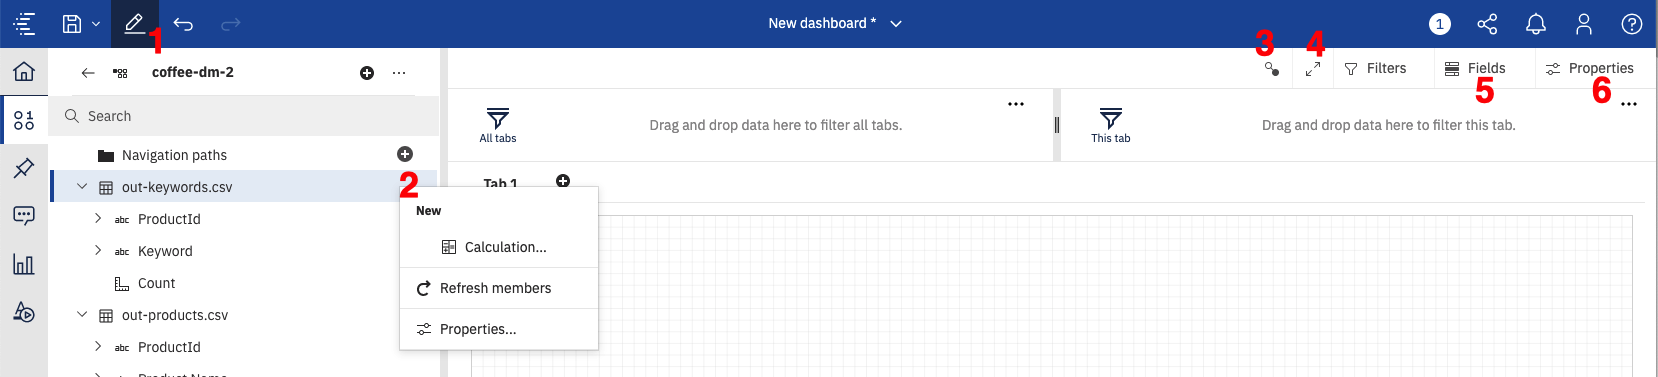 New dashboard *
1
1
3
4
coffee-dm-2
Filters
Fields
Properties
5
6
Search
All tabs
Drag and drop data here to filter all tabs.
This tab
Drag and drop data here to filter this tab.
Navigation paths
2
out-keywords.csv
Tab 1
New
abc ProductId
Calculation...
abc Keyword
Count
Refresh members
out-products.csv
Properties...
abc ProductId
Product Name